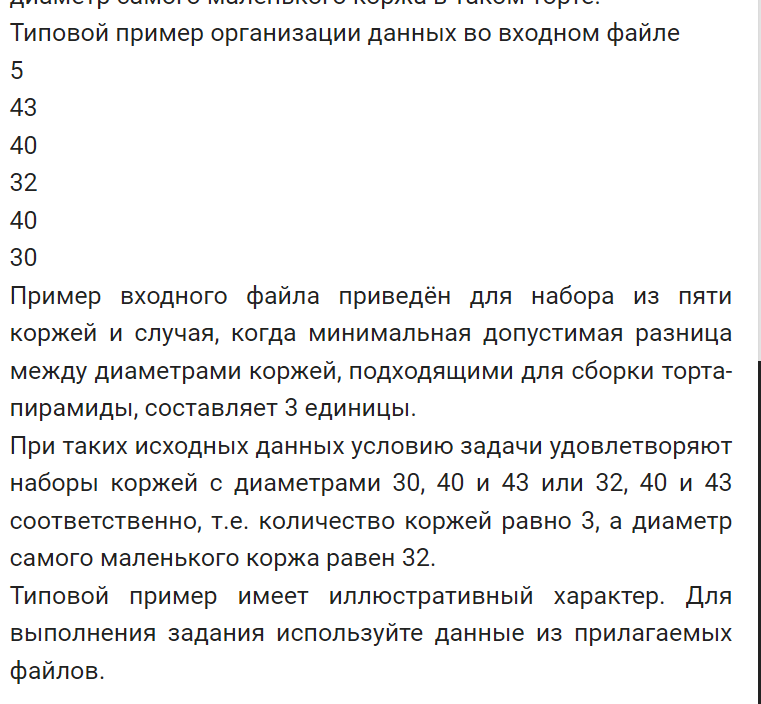 диаметр самого маленького коржа в таком торте.
Типовой пример организации данных во входном файле
5
43
40
32
40
30
Пример входного файла приведён для набора из пяти
коржей и случая, когда минимальная допустимая разница
между диаметрами коржей, подходящими для сборки торта-
пирамиды, составляет 3 единицы.
При таких исходных данных условию задачи удовлетворяют
наборы коржей с диаметрами 30, 40 и 43 или 32, 40 и 43
соответственно, т.е. количество коржей равно 3, а диаметр
самого маленького коржа равен 32.
Типовой пример имеет иллюстративный характер. Для
выполнения задания используйте данные из прилагаемых
файлов.